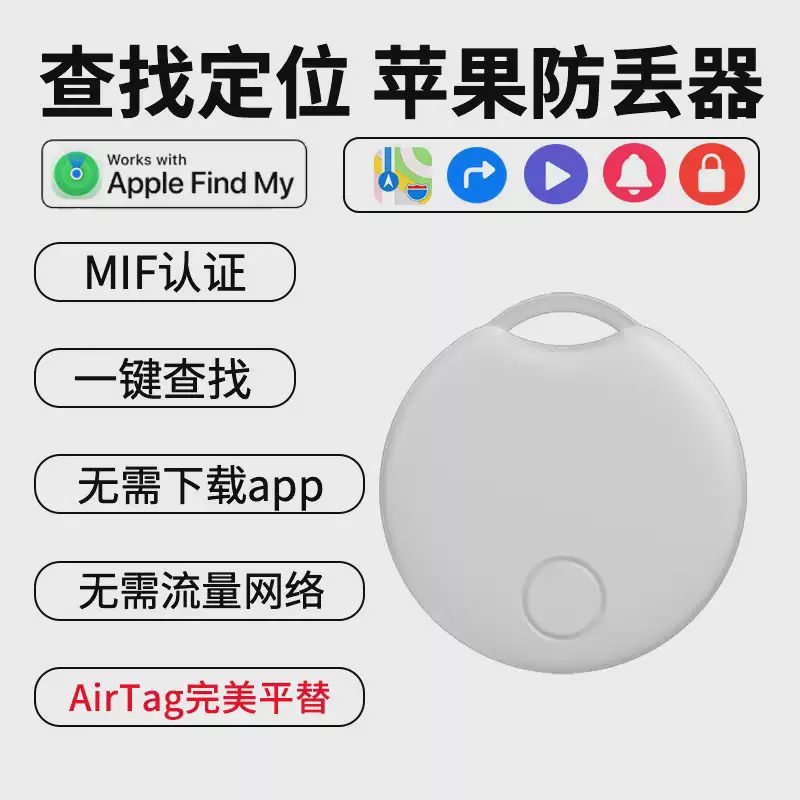 查找定位 苹果防丢器
Works with
Apple Find My
MIF认证
一键查找
无需下载app
无需流量网络
AirTag完美平替